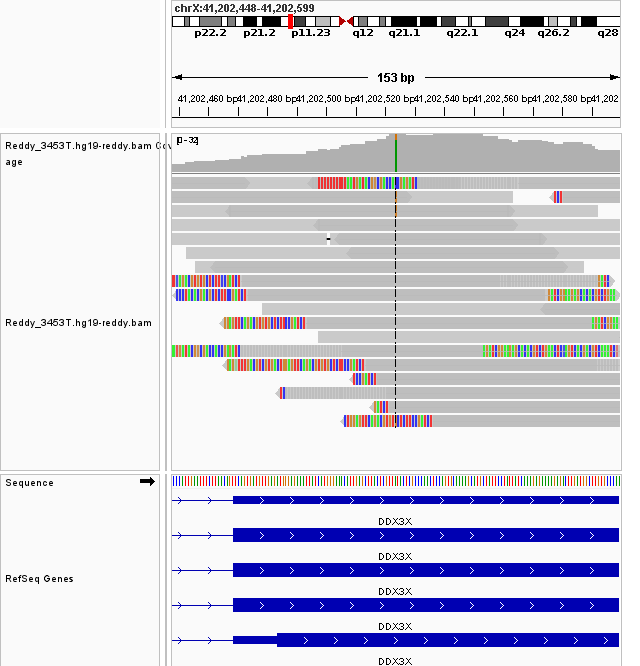 chrX:41,202,448-41,202,599
p22.2 p21.2 p11.23 q12 q21.1 q22.1 q24 q26.2 q28
153 bp
41,202,460 bp 41,202,480 bp 41,202,500 bp 41,202,520 bp 41,202,540 bp 41,202,560 bp 41,202,580 bp 41,202
Reddy_3453T.hg19-reddy.bam Co
age
[0-32]
Reddy_3453T.hg19-reddy.bam
Sequence
DDX3X
DDX3X
DDX3X
RefSeq Genes
DDX3X
DDX3X